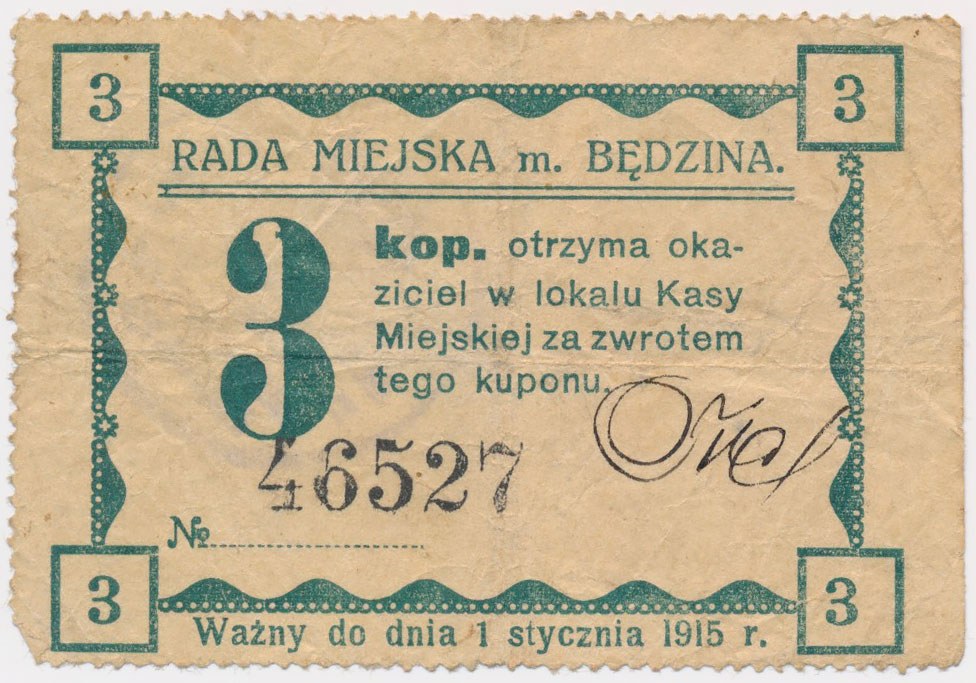 3 3
RADA MIEJSKA m. BĘDZINA.
3
kop. otrzyma oka-
ziciel w lokalu Kasy
Miejskiej za zwrotem
tego kuponu.
46527
№
3 3
Ważny do dnia 1 stycznia 1915 r.